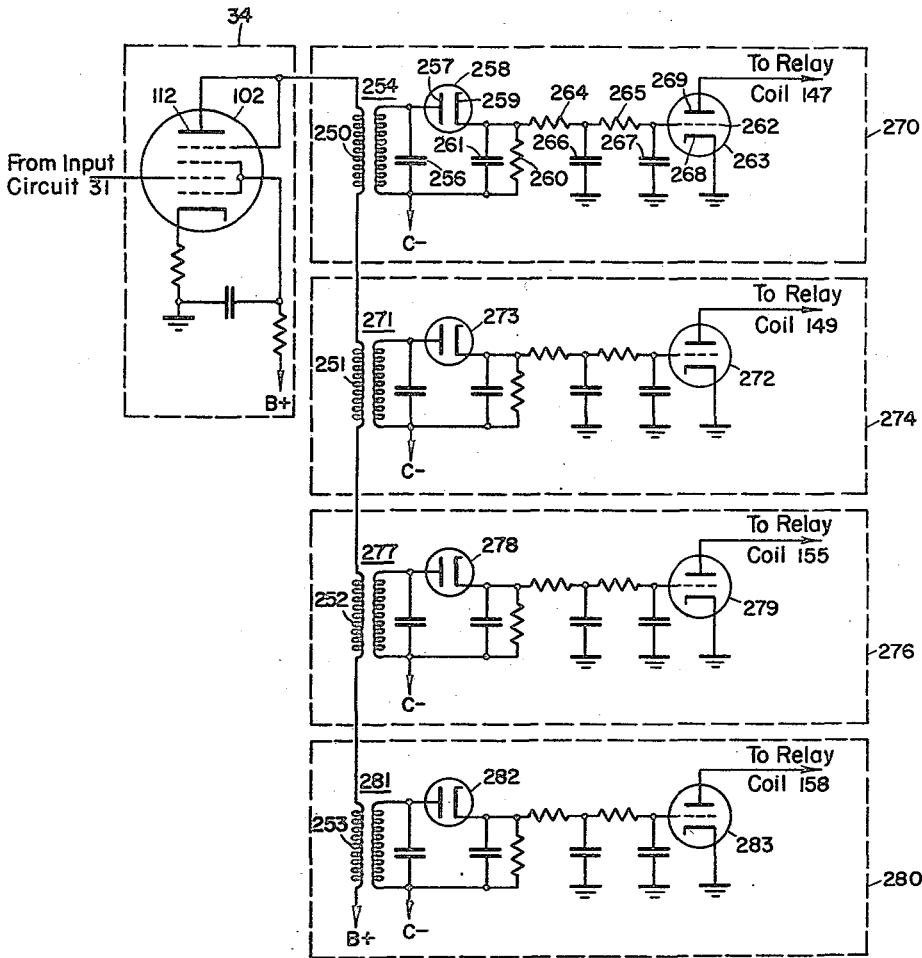 34
112
102
From Input
Circuit 31
B+
254
250
257
258
259
261
256
260
264
265
266
267
269
262
268
263
To Relay
Coil 147
270
C-
271
251
273
272
To Relay
Coil 149
274
C-
277
252
278
279
To Relay
Coil 155
276
C-
281
253
282
283
To Relay
Coil 158
280
B+
C-